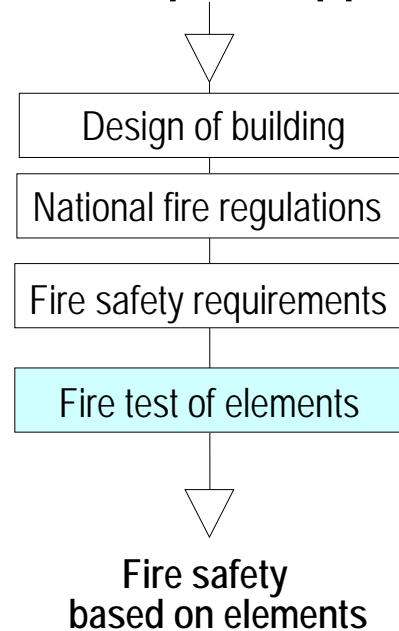 Design of building
National fire regulations
Fire safety requirements
Fire test of elements
Fire safety
based on elements